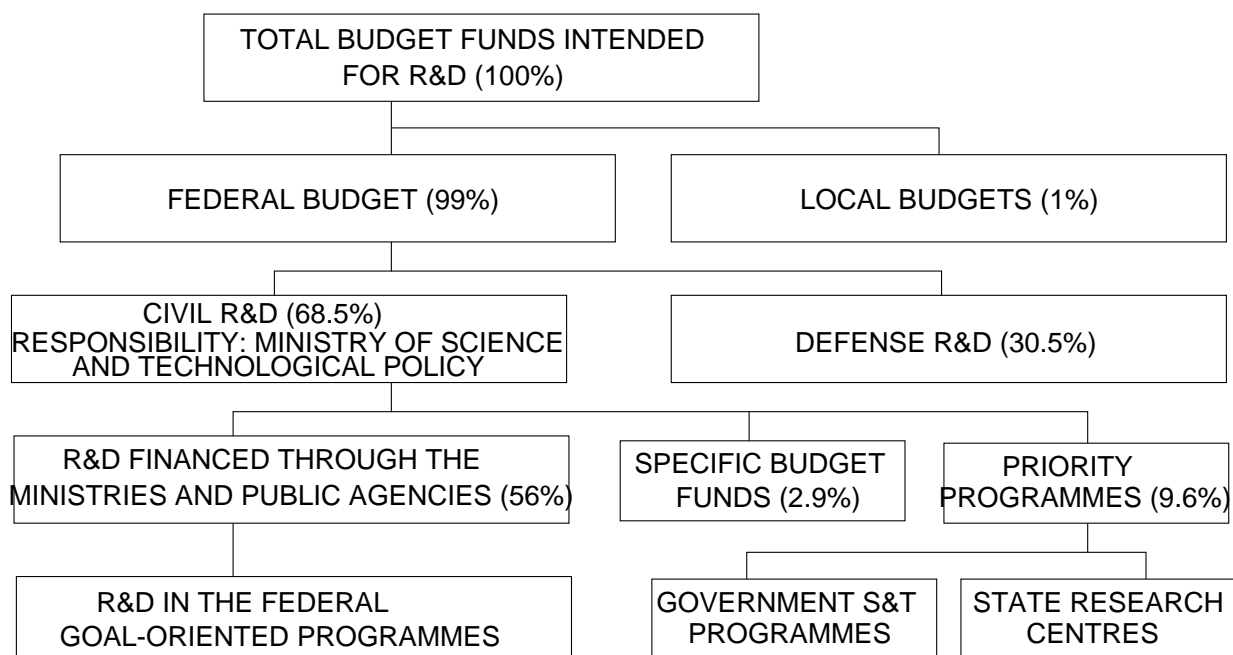 TOTAL BUDGET FUNDS INTENDED
FOR R&D (100%)
FEDERAL BUDGET (99%)
LOCAL BUDGETS (1%)
CIVIL R&D (68.5%)
RESPONSIBILITY: MINISTRY OF SCIENCE
AND TECHNOLOGICAL POLICY
DEFENSE R&D (30.5%)
R&D FINANCED THROUGH THE
MINISTRIES AND PUBLIC AGENCIES (56%)
SPECIFIC BUDGET
FUNDS (2.9%)
PRIORITY
PROGRAMMES (9.6%)
R&D IN THE FEDERAL
GOAL-ORIENTED PROGRAMMES
GOVERNMENT S&T
PROGRAMMES
STATE RESEARCH
CENTRES